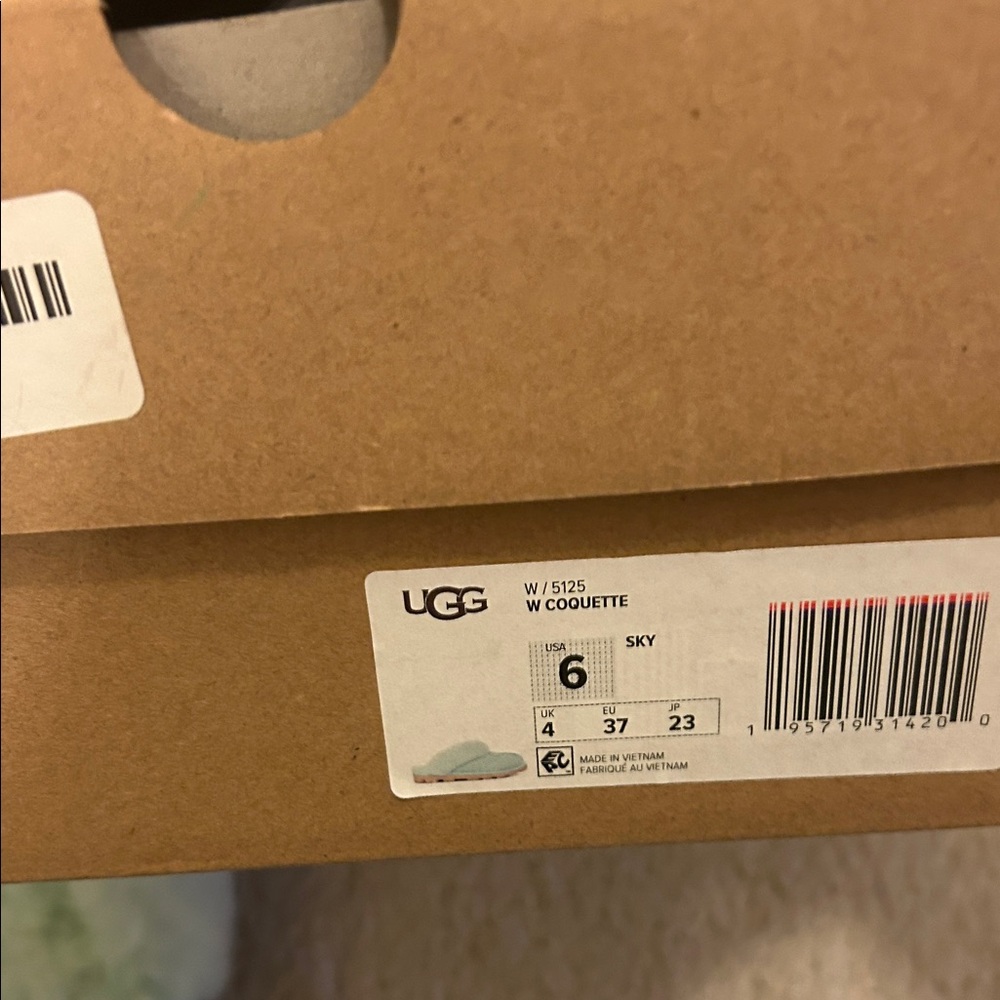 UGG
W / 5125
W COQUETTE
SKY
USA
6
UK EU JP
4 37 23
MADE IN VIETNAM
FABRIQUÉ AU VIETNAM
1 95719 31420 0